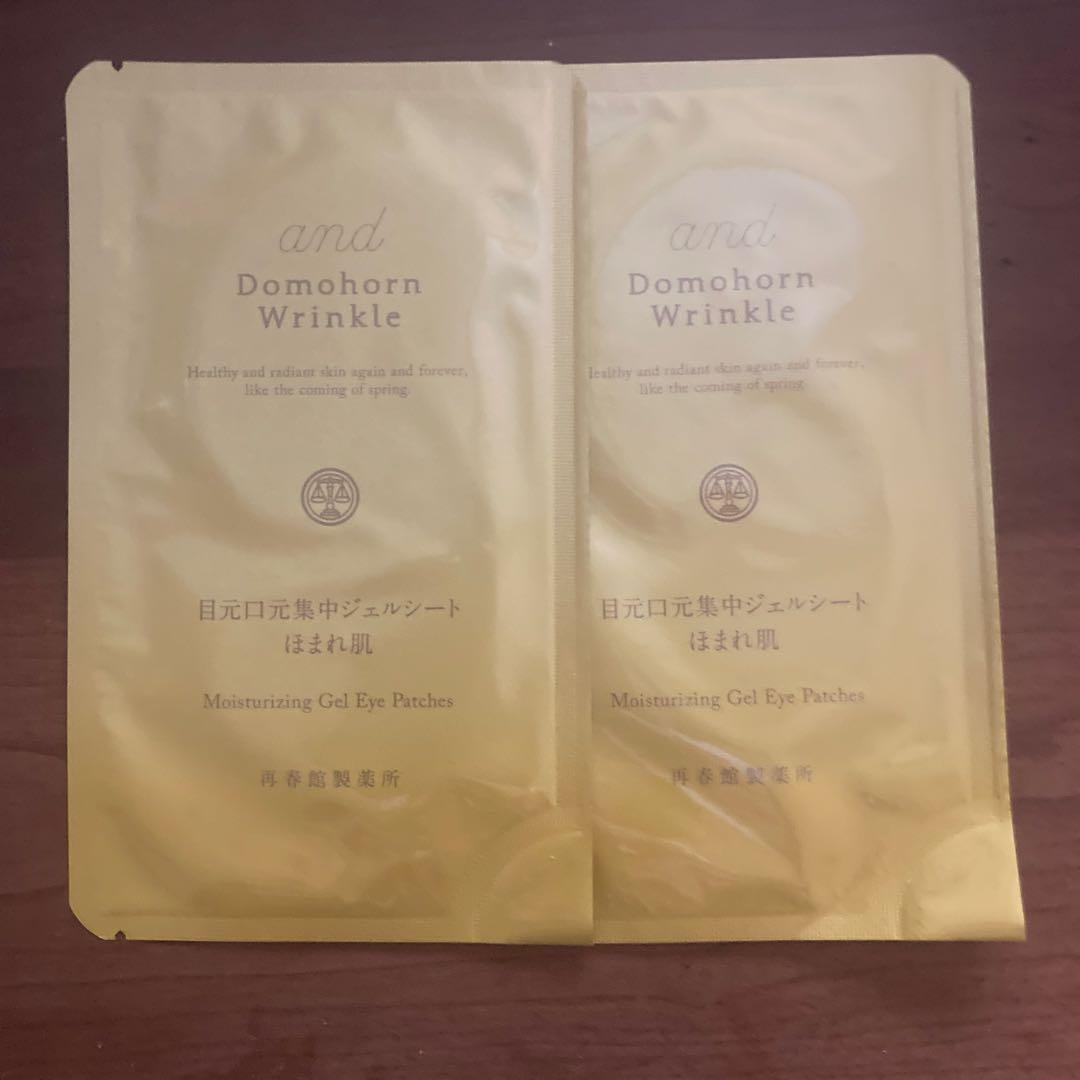 and
Domohorn
Wrinkle
Healthy and radiant skin again and forever,
like the coming of spring.
目元口元集中ジェルシート
ほまれ肌
Moisturizing Gel Eye Patches
再春館製薬所
and
Domohorn
Wrinkle
ealthy and radiant skin again and forever,
like the coming of spring.
目元口元集中ジェルシート
ほまれ肌
Moisturizing Gel Eye Patches
再春館製薬所